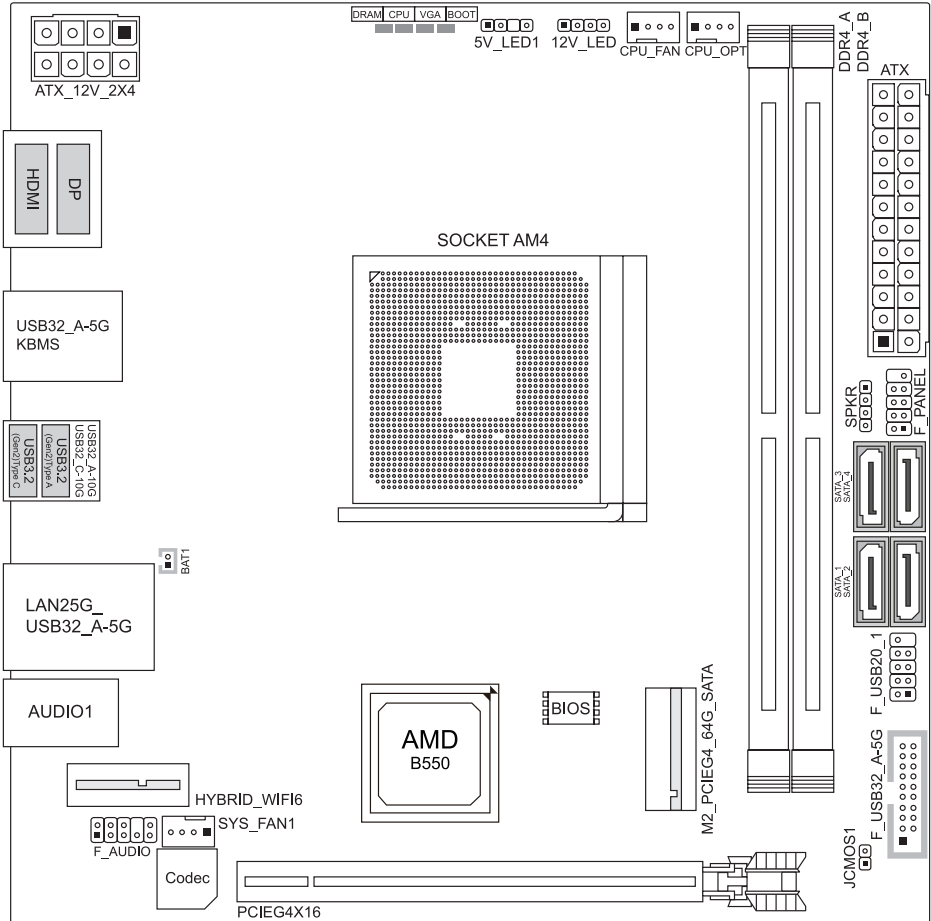 DRAM CPU VGA BOOT
5V_LED1
12V_LED
CPU_FAN
CPU_OPT
DDR4_A
DDR4_B
ATX
ATX_12V_2X4
HDMI
DP
SOCKET AM4
USB32_A-5G
KBMS
SPKR
F_PANEL
USB3.2
(Gen2)Type C
USB3.2
(Gen2)Type A
USB32_A-10G
USB32_C-10G
SATA_3
SATA_4
BAT1
SATA_1
SATA_2
LAN25G_
USB32_A-5G
F_USB20_1
AUDIO1
AMD
B550
BIOS
M2_PCIEG4_64G_SATA
F_USB32_A-5G
HYBRID_WIFI6
SYS_FAN1
F_AUDIO
JCMOS1
Codec
PCIEG4X16